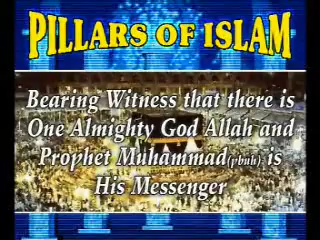 PILLARS OF ISLAM
Bearing Witness that there is
One Almighty God Allah and
Prophet Muhammad(pbuh) is
His Messenger